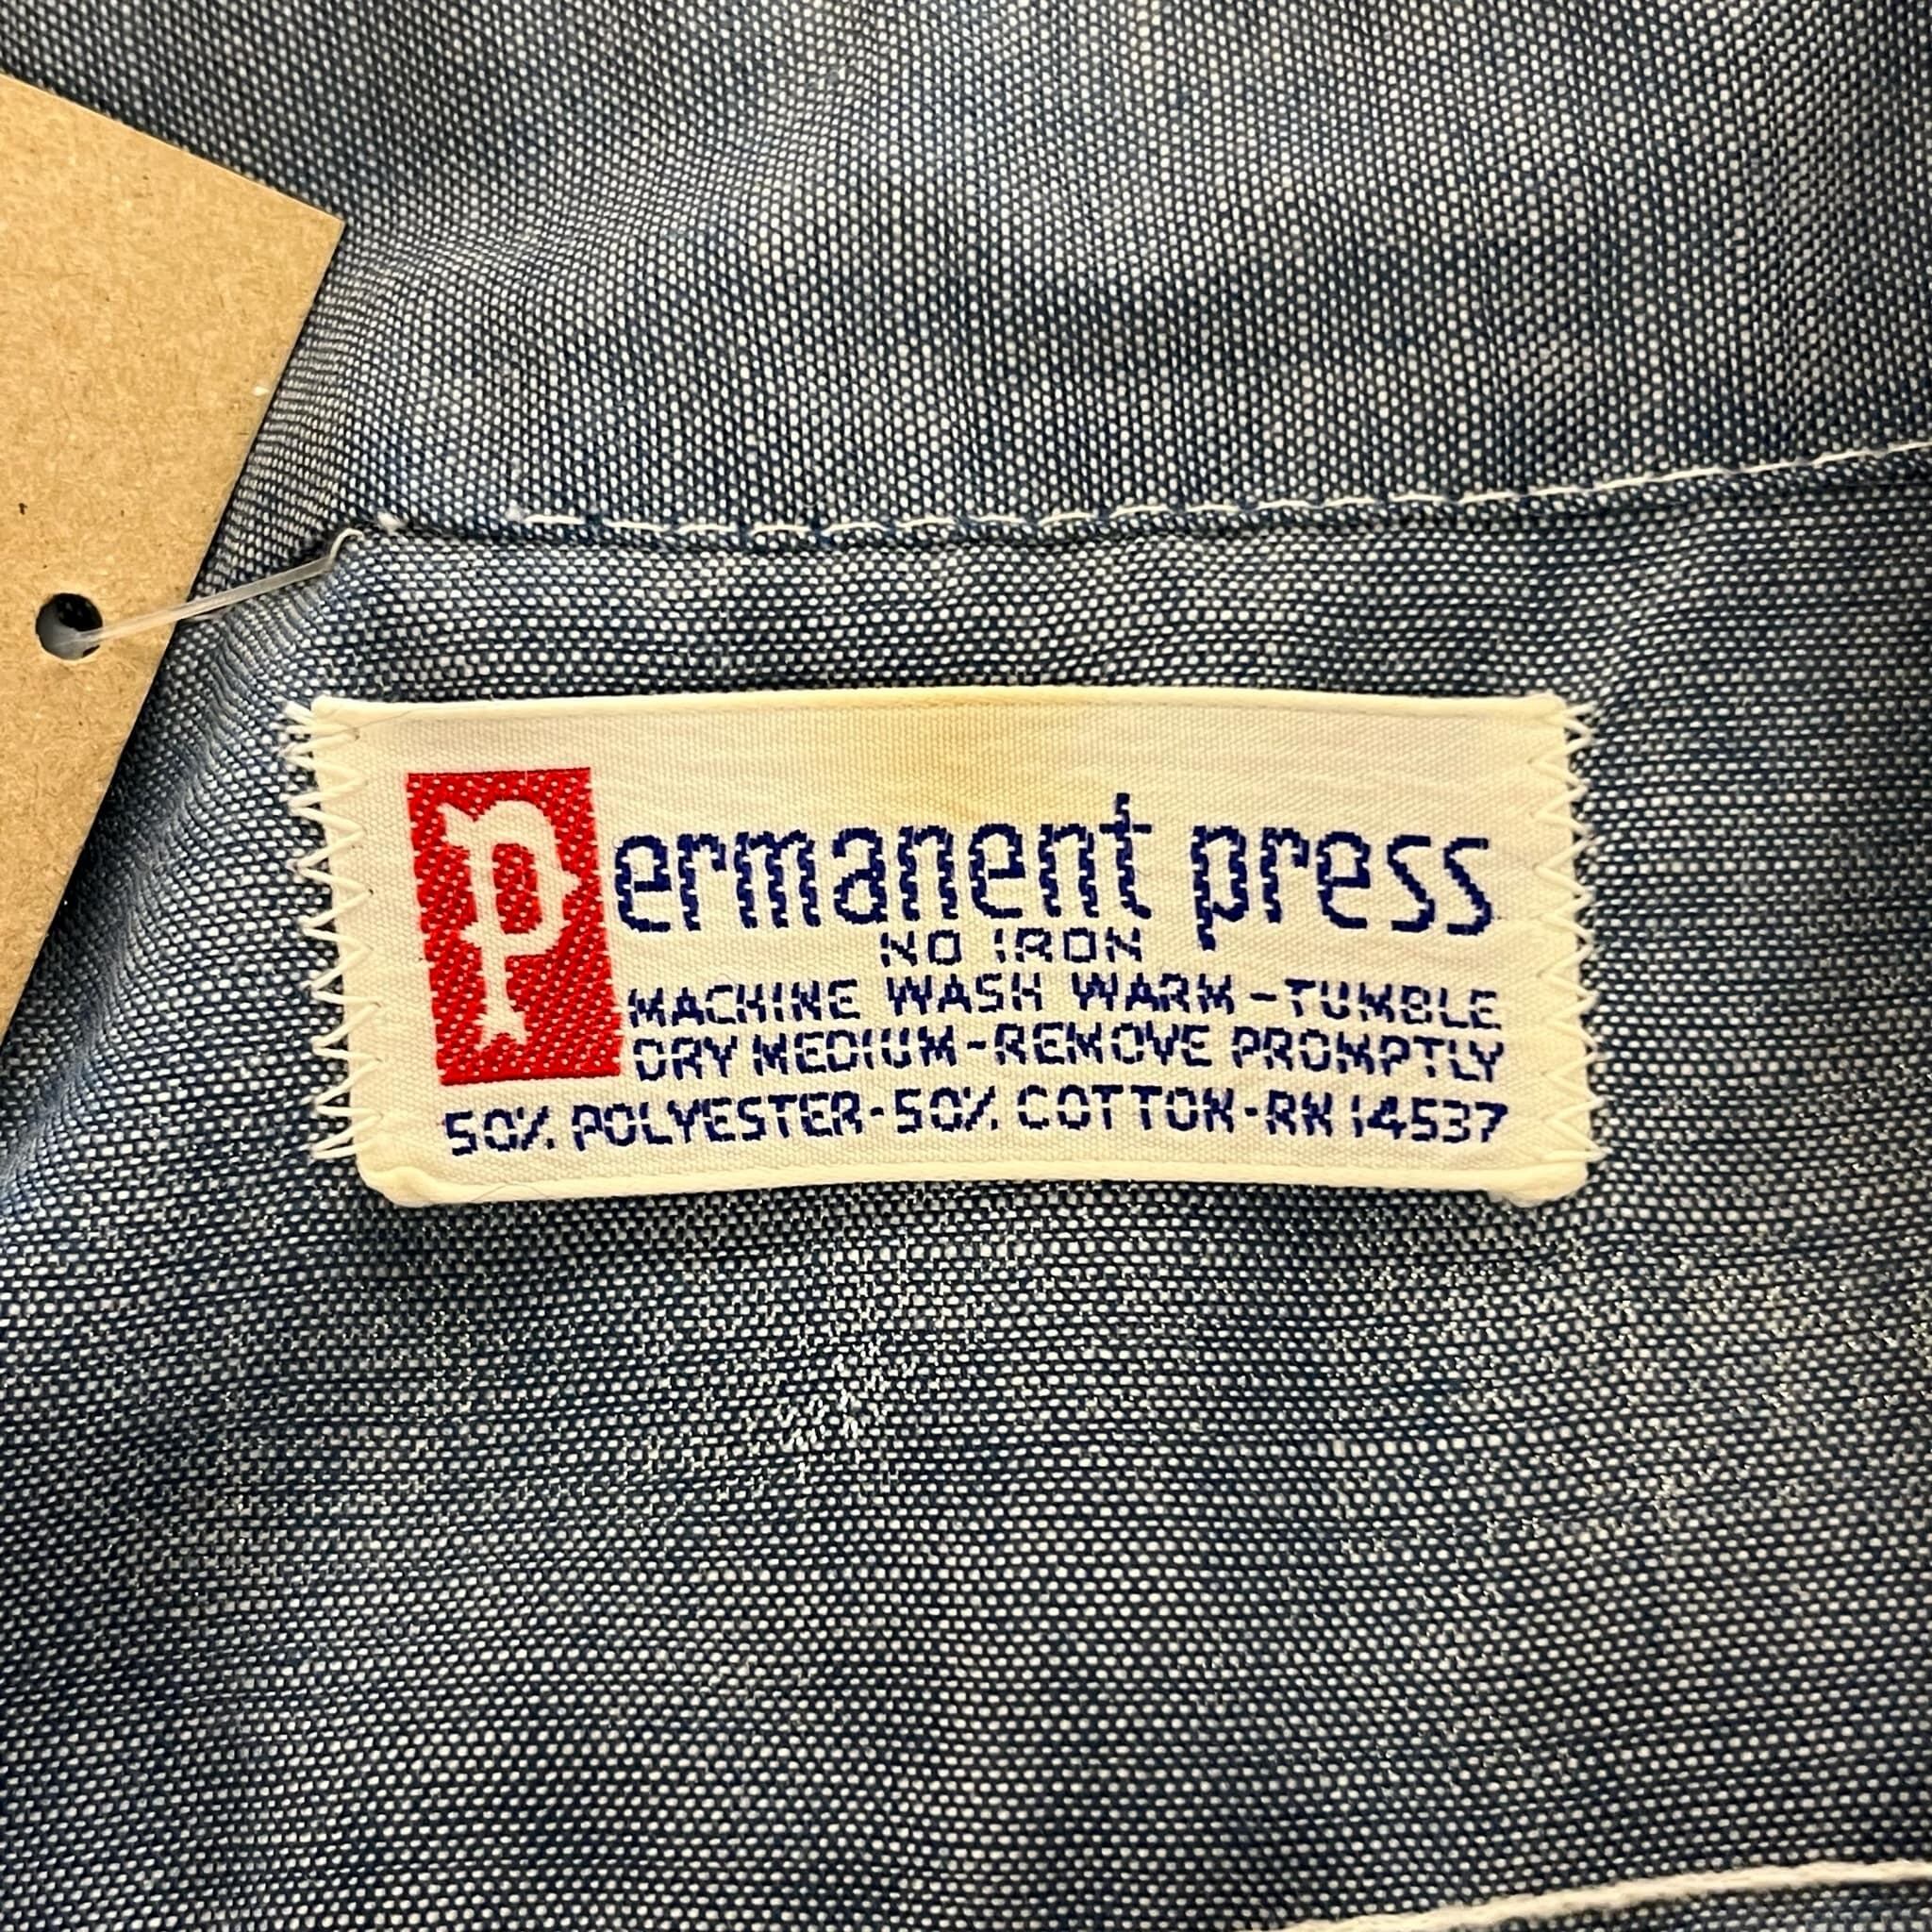 permanent press
NO IRON
MACHINE WASH WARM-TUMBLE
DRY MEDIUM-REMOVE PROMPTLY
50% POLYESTER-50% COTTON-RN 14537